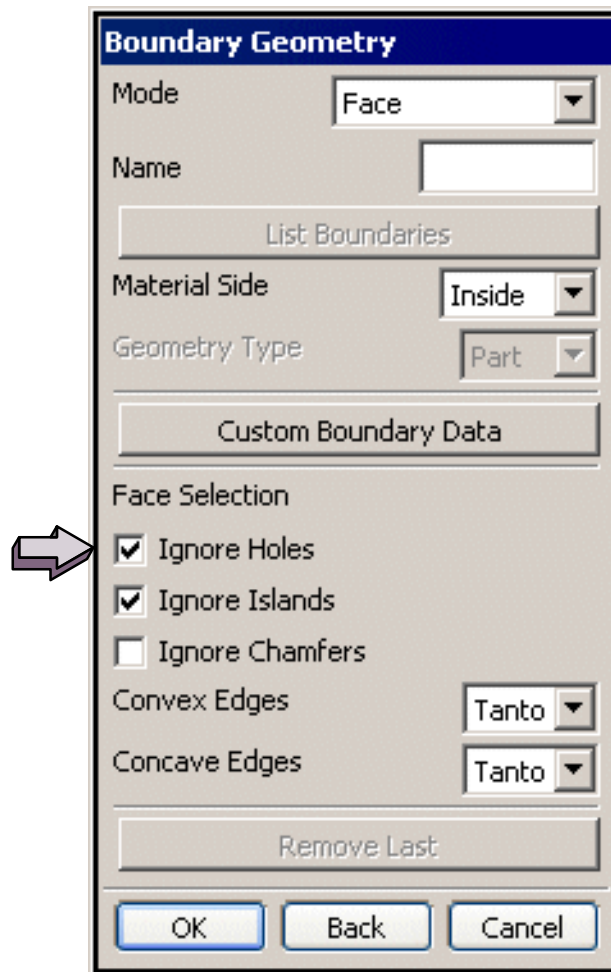 Boundary Geometry
Mode Face
Name
List Boundaries
Material Side Inside
Geometry Type Part
Custom Boundary Data
Face Selection
Ignore Holes
Ignore Islands
Ignore Chamfers
Convex Edges Tanto
Concave Edges Tanto
Remove Last
OK Back Cancel